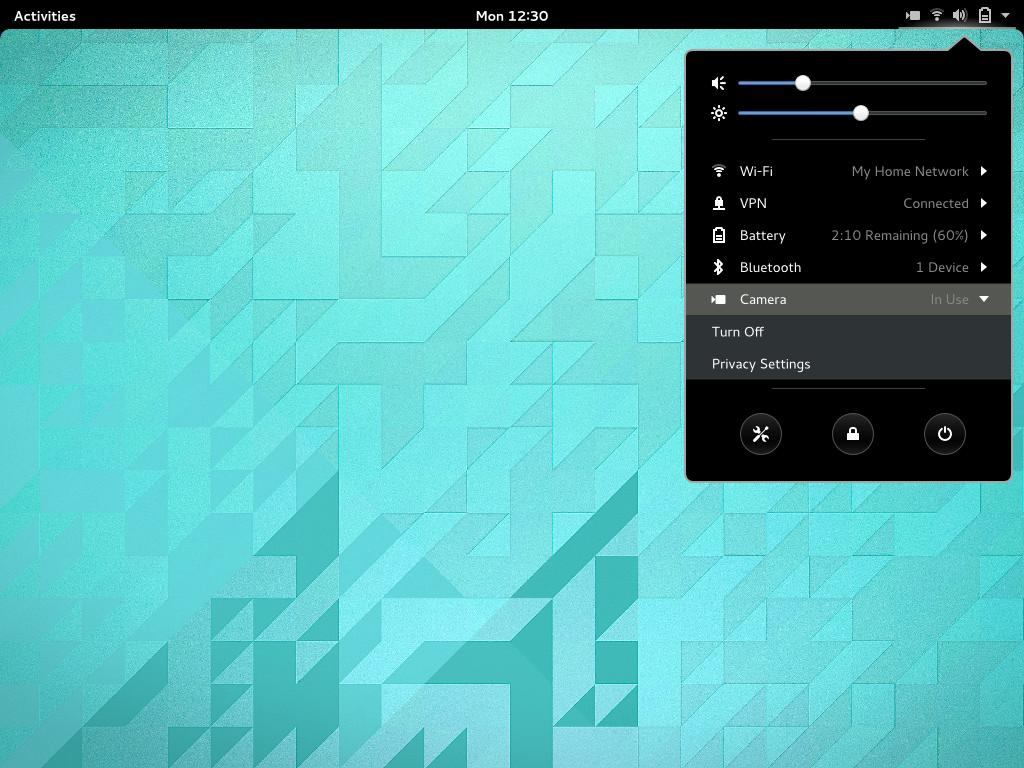 Activities Mon 12:30
Wi-Fi My Home Network
VPN Connected
Battery 2:10 Remaining (60%)
Bluetooth 1 Device
Camera In Use
Turn Off
Privacy Settings